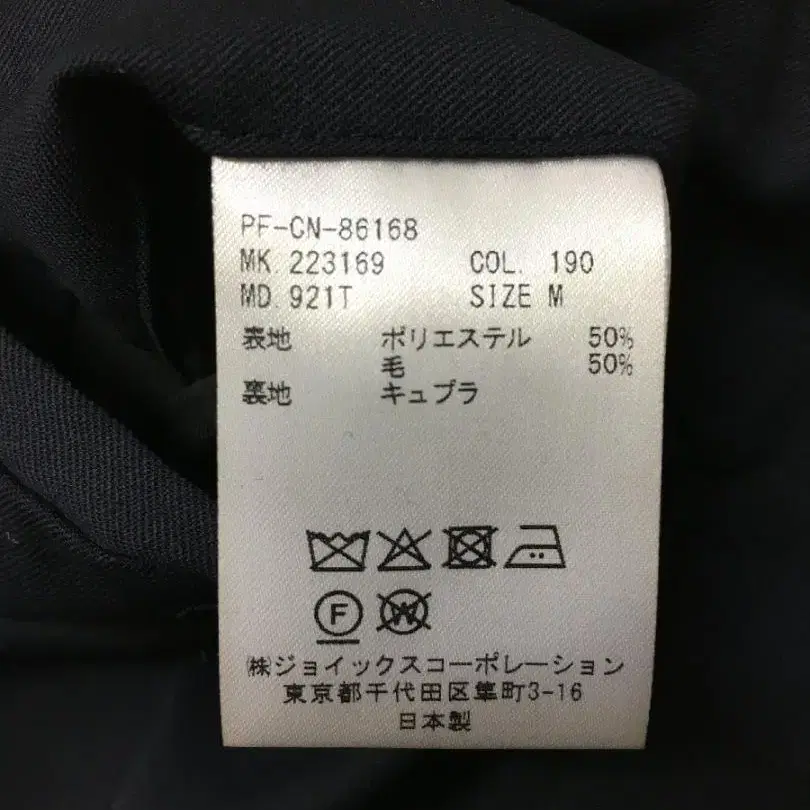 PF-CN-86168
MK. 223169 COL. 190
MD. 921T SIZE M
表地 ポリエステル 50%
毛 50%
裏地 キュプラ
F W
㈱ジョイックスコーポレーション
東京都千代田区隼町3-16
日本製